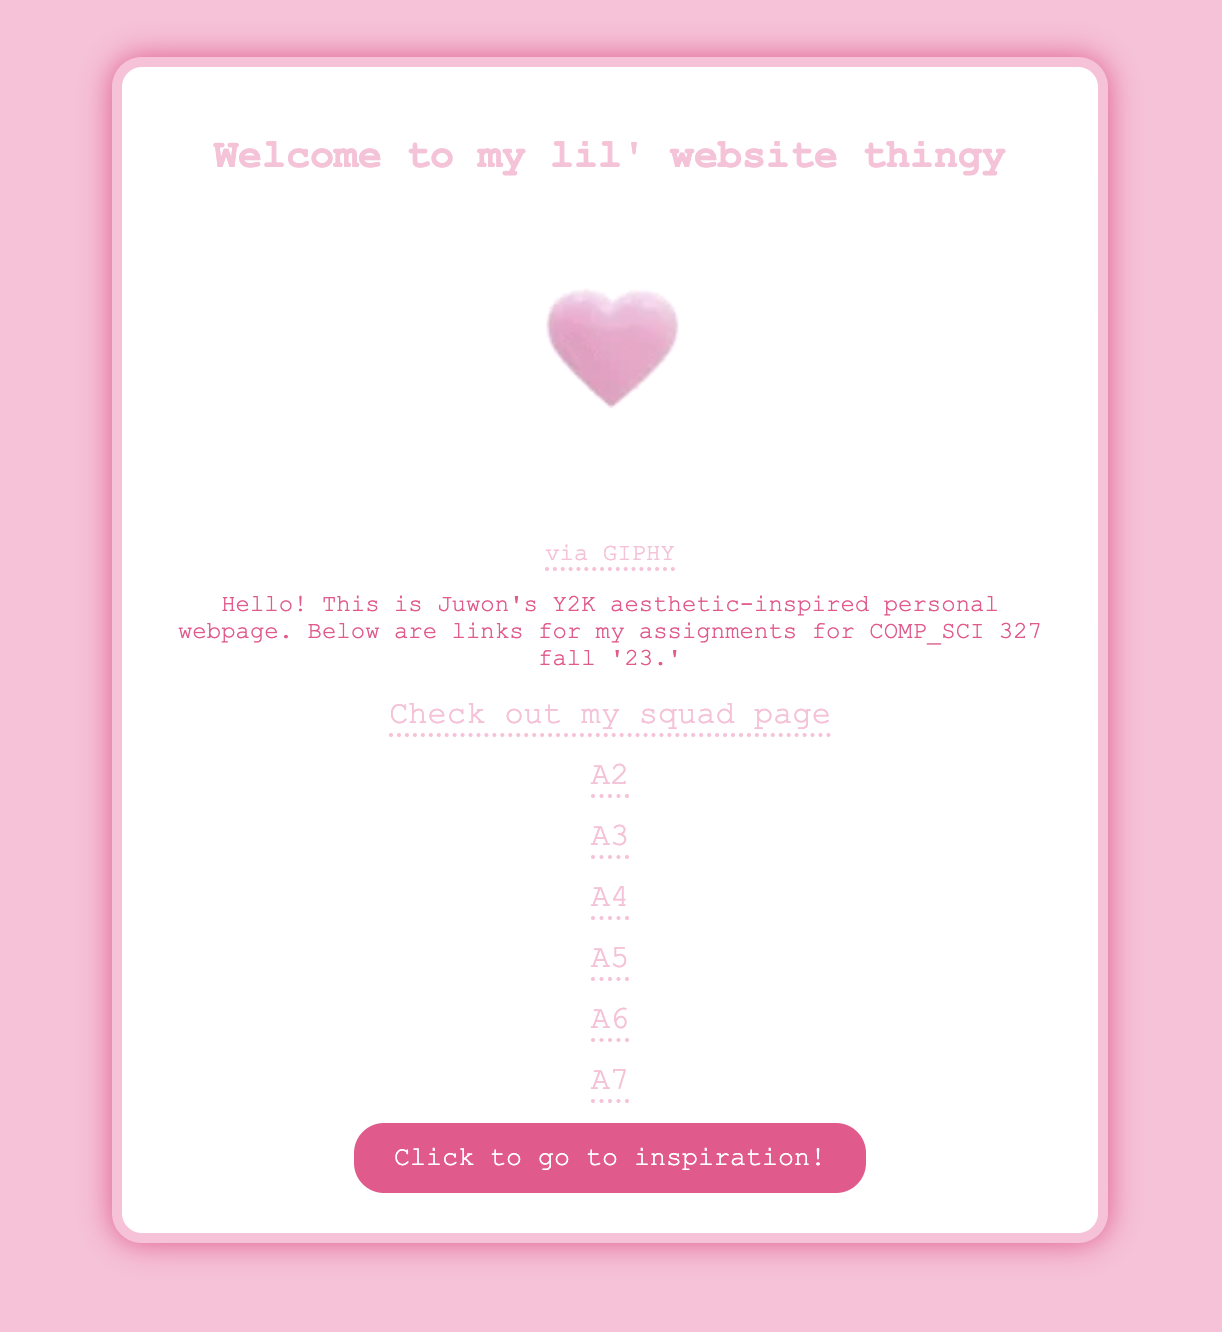 Welcome to my lil' website thingy
via GIPHY
Hello! This is Juwon's Y2K aesthetic-inspired personal
webpage. Below are links for my assignments for COMP_SCI 327
fall '23.'
Check out my squad page
A2
A3
A4
A5
A6
A7
Click to go to inspiration!